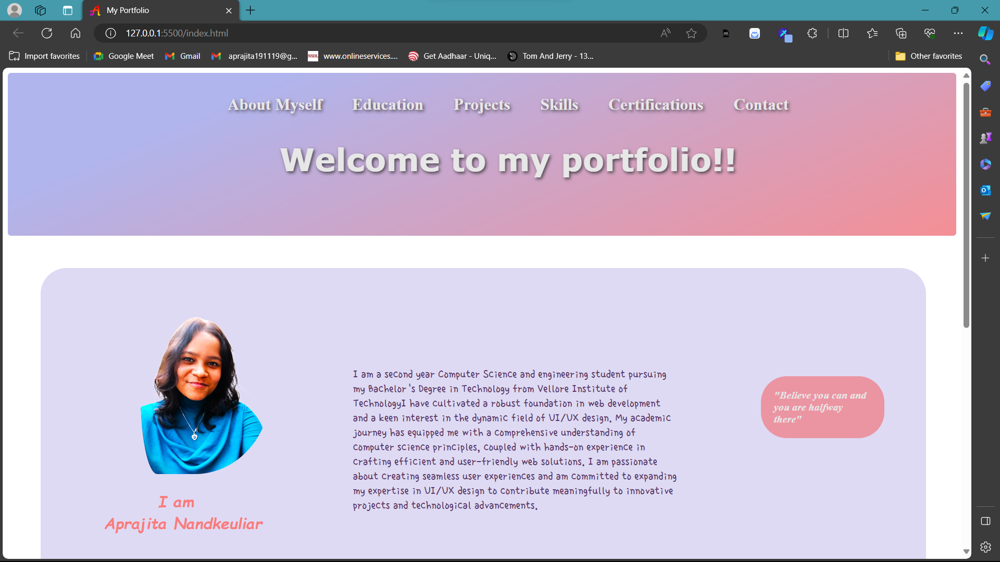 My Portfolio
127.0.0.1:5500/index.html
Import favorites
Google Meet
Gmail
aprajita191119@g...
NSDL
www.onlineservices....
Get Aadhaar - Uniq...
Tom And Jerry - 13...
Other favorites
About Myself Education Projects Skills Certifications Contact
Welcome to my portfolio!!
I am a second year Computer Science and engineering student pursuing
my Bachelor's Degree in Technology from Vellore Institute of
TechnologyI have cultivated a robust foundation in web development
and a keen interest in the dynamic field of UI/UX design. My academic
journey has equipped me with a comprehensive understanding of
computer science principles, coupled with hands-on experience in
crafting efficient and user-friendly web solutions. I am passionate
about creating seamless user experiences and am committed to expanding
my expertise in UI/UX design to contribute meaningfully to innovative
projects and technological advancements.
"Believe you can and
you are halfway
there"
I am
Aprajita Nandkeuliar